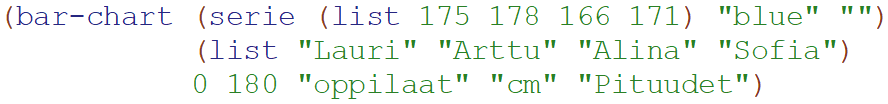 (bar-chart (serie (list 175 178 166 171) "blue" "")
(list "Lauri" "Arttu" "Alina" "Sofia")
0 180 "oppilaat" "cm" "Pituudet")